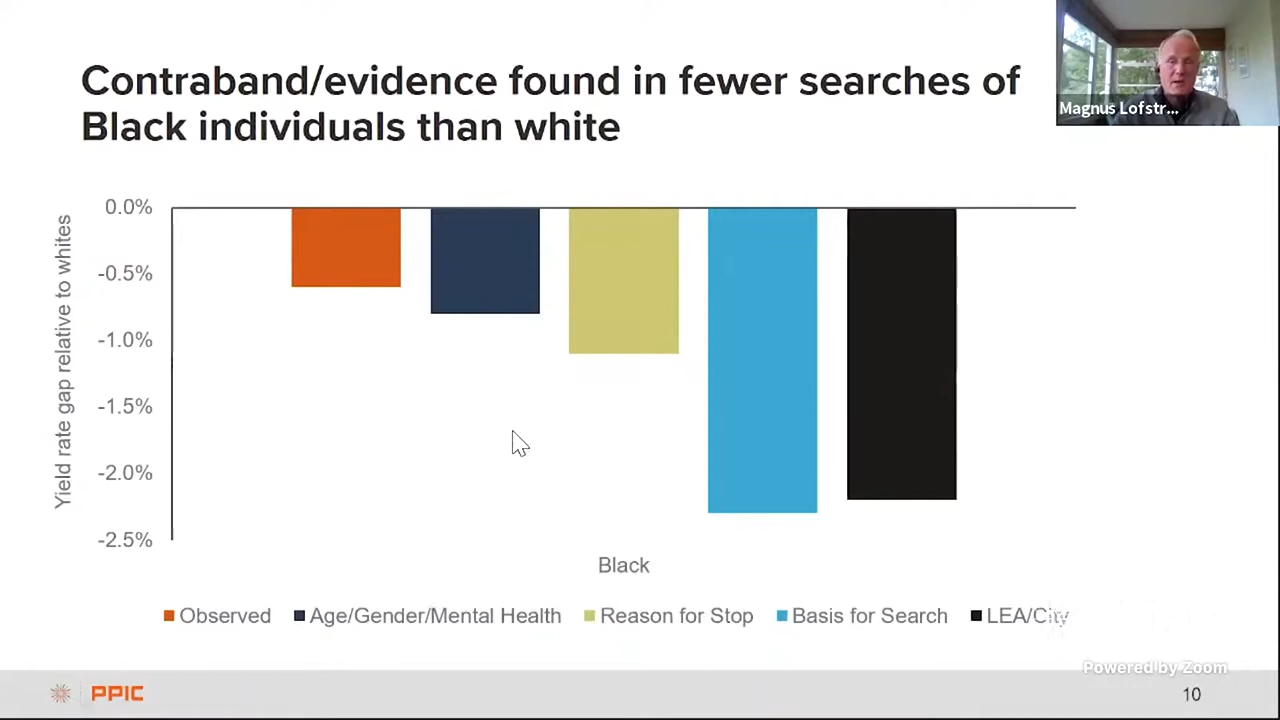 Contraband/evidence found in fewer searches of
Black individuals than white
Magnus Lofstr...
Yield rate gap relative to whites
0.0%
-0.5%
-1.0%
-1.5%
-2.0%
-2.5%
Black
Observed
Age/Gender/Mental Health
Reason for Stop
Basis for Search
LEA/City
Powered by Zoom
PPIC
10